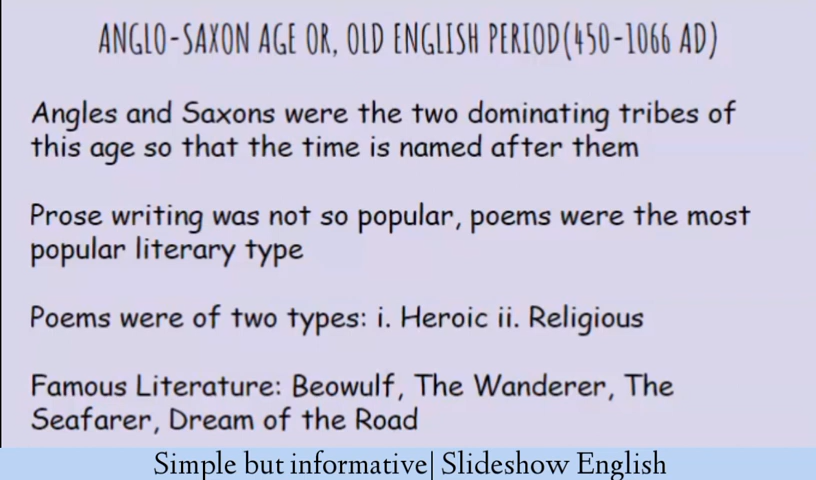 ANGLO-SAXON AGE OR, OLD ENGLISH PERIOD(450-1066 AD)
Angles and Saxons were the two dominating tribes of
this age so that the time is named after them
Prose writing was not so popular, poems were the most
popular literary type
Poems were of two types: i. Heroic ii. Religious
Famous Literature: Beowulf, The Wanderer, The
Seafarer, Dream of the Road
Simple but informative| Slideshow English